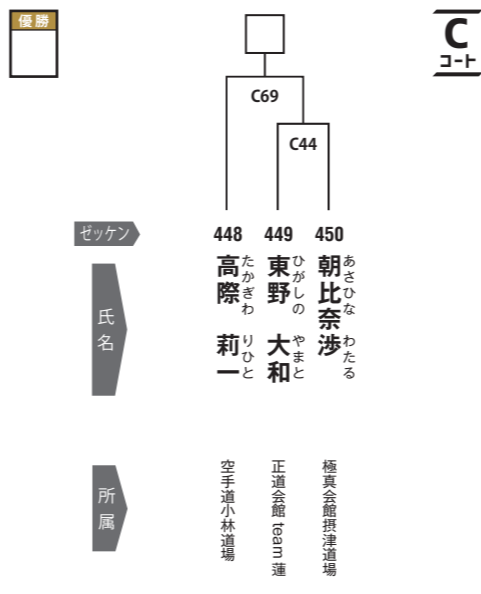 優勝
C
コート
C69
C44
ゼッケン
448
449
450
氏名
高際 莉一
たかぎわ りひと
東野 大和
ひがしの やまと
朝比奈 渉
あさひな わたる
所属
空手道小林道場
正道会館 team 蓮
極真会館摂津道場